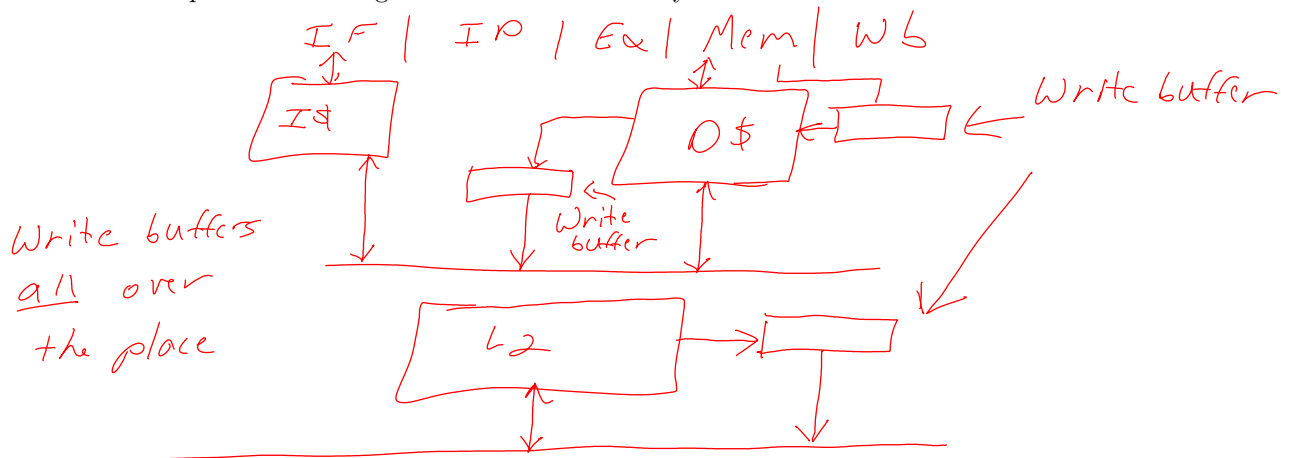 IF | ID | Ex | Mem | Wb
Write buffer
I$
D$
Write
buffer
Write buffers
all over
the place
L2